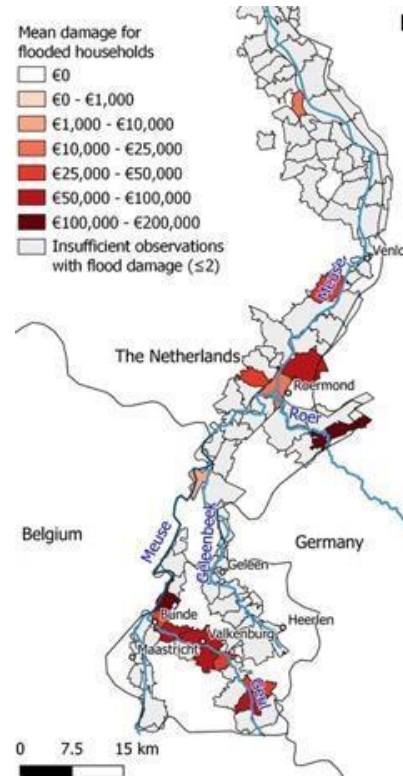 Mean damage for
flooded households
€0
€0 - €1,000
€1,000 - €10,000
€10,000 - €25,000
€25,000 - €50,000
€50,000 - €100,000
€100,000 - €200,000
Insufficient observations
with flood damage (≤2)
Venlo
Meuse
The Netherlands
Roermond
Roer
Meuse
Geleenbeek
Belgium
Germany
Geleen
Heerlen
Bunde
Valkenburg
Maastricht
Geul
0 7.5 15 km